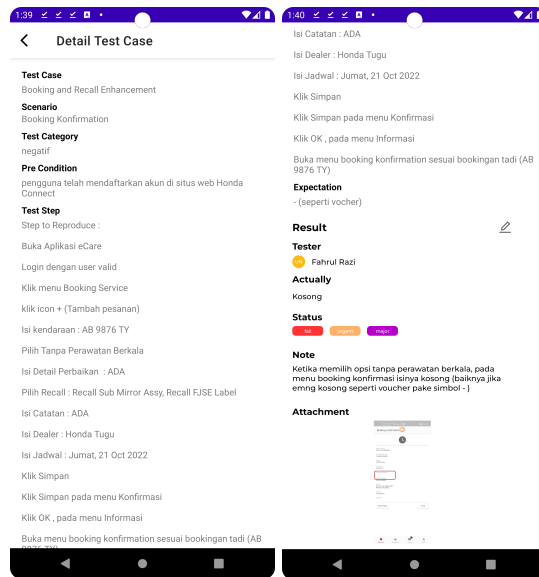 1:39
Detail Test Case
Test Case
Booking and Recall Enhancement
Scenario
Booking Konfirmation
Test Category
negatif
Pre Condition
pengguna telah mendaftarkan akun di situs web Honda
Connect
Test Step
Step to Reproduce :
Buka Aplikasi eCare
Login dengan user valid
Klik menu Booking Service
klik icon + (Tambah pesanan)
Isi kendaraan : AB 9876 TY
Pilih Tanpa Perawatan Berkala
Isi Detail Perbaikan : ADA
Pilih Recall : Recall Sub Mirror Assy, Recall FJSE Label
Isi Catatan : ADA
Isi Dealer : Honda Tugu
Isi Jadwal : Jumat, 21 Oct 2022
Klik Simpan
Klik Simpan pada menu Konfirmasi
Klik OK , pada menu Informasi
Buka menu booking konfirmation sesuai bookingan tadi (AB
9876 TY)
1:40
Isi Catatan : ADA
Isi Dealer : Honda Tugu
Isi Jadwal : Jumat, 21 Oct 2022
Klik Simpan
Klik Simpan pada menu Konfirmasi
Klik OK , pada menu Informasi
Buka menu booking konfirmation sesuai bookingan tadi (AB
9876 TY)
Expectation
- (seperti vocher)
Result
Tester
Fahrul Razi
Actually
Kosong
Status
fail urgent major
Note
Ketika memilih opsi tanpa perawatan berkala, pada
menu booking konfirmasi isinya kosong (baiknya jika
emng kosong seperti voucher pake simbol - )
Attachment